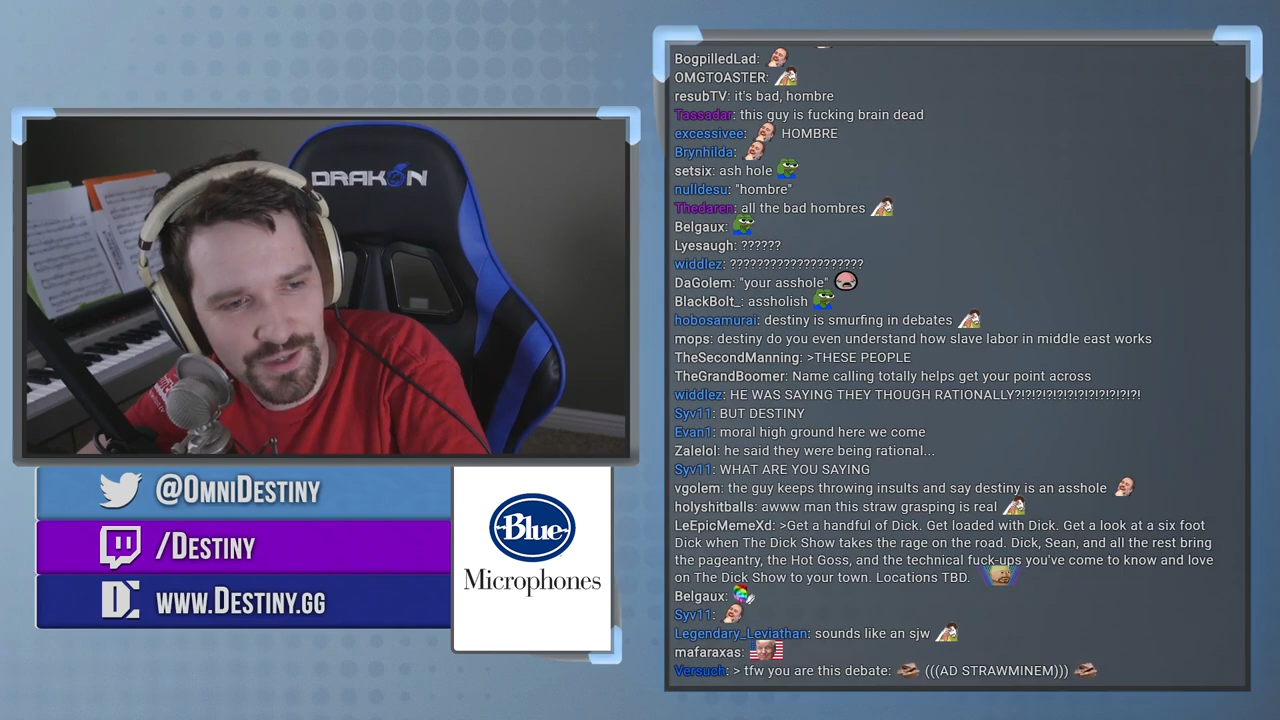 DRAKON
@OmniDestiny
/Destiny
www.Destiny.gg
Blue
Microphones
BogpilledLad:
OMGTOASTER:
resubTV: it's bad, hombre
Tassadar: this guy is fucking brain dead
excessivee: HOMBRE
Brynhilda:
setsix: ash hole
nulldesu: "hombre"
Thedaren: all the bad hombres
Belgaux:
Lyesaugh: ??????
widdlez: ????????????????????
DaGolem: "your asshole"
BlackBolt_: assholish
hobosamurai: destiny is smurfing in debates
mops: destiny do you even understand how slave labor in middle east works
TheSecondManning: >THESE PEOPLE
TheGrandBoomer: Name calling totally helps get your point across
widdlez: HE WAS SAYING THEY THOUGH RATIONALLY?!?!?!?!?!?!?!?!?!?!?!?!
Syv11: BUT DESTINY
Evan1: moral high ground here we come
Zalelol: he said they were being rational...
Syv11: WHAT ARE YOU SAYING
vgolem: the guy keeps throwing insults and say destiny is an asshole
holyshitballs: awww man this straw grasping is real
LeEpicMemeXd: >Get a handful of Dick. Get loaded with Dick. Get a look at a six foot
Dick when The Dick Show takes the rage on the road. Dick, Sean, and all the rest bring
the pageantry, the Hot Goss, and the technical fuck-ups you've come to know and love
on The Dick Show to your town. Locations TBD.
Belgaux:
Syv11:
Legendary_Leviathan: sounds like an sjw
mafaraxas:
Versuch: > tfw you are this debate: (((AD STRAWMINEM)))